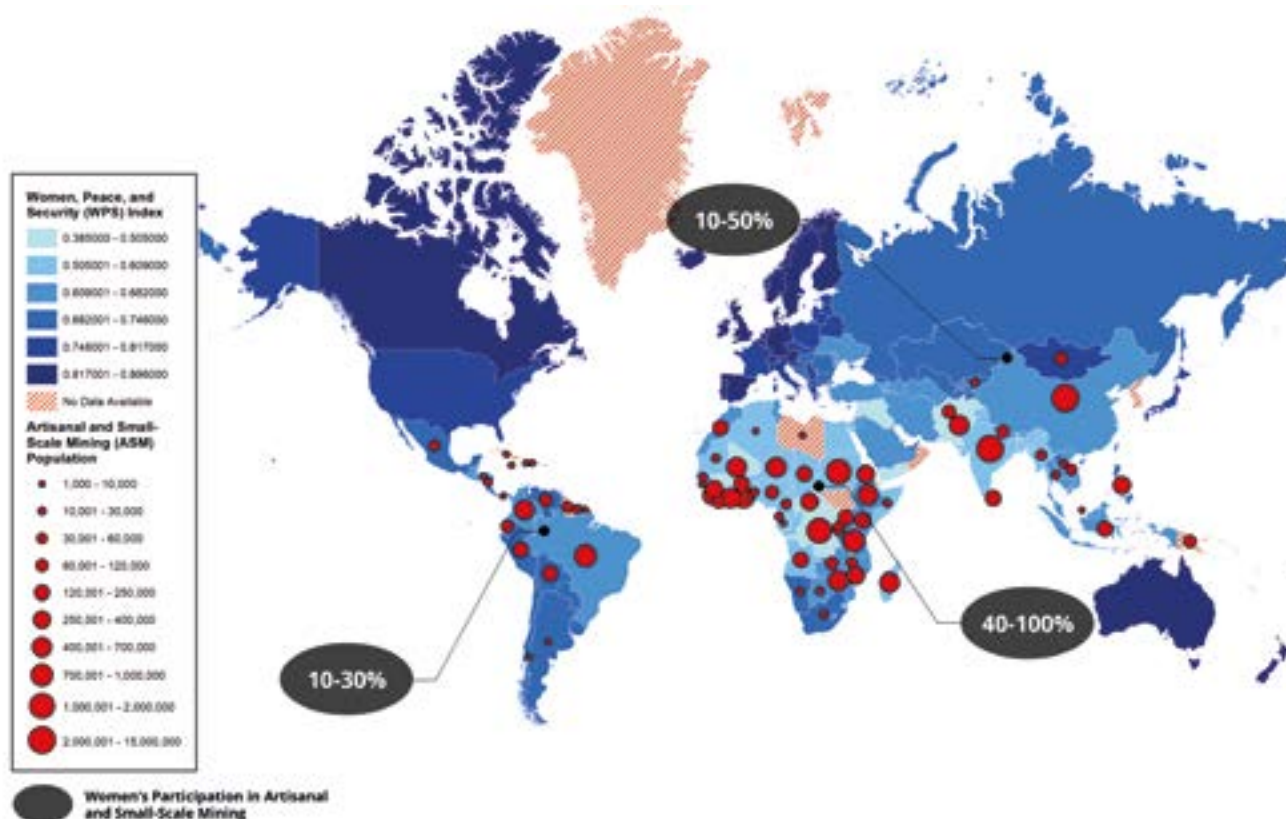 10-50%
Women, Peace, and
Security (WPS) Index
0.385000 - 0.505000
0.505001 - 0.609000
0.609001 - 0.682000
0.682001 - 0.746000
0.746001 - 0.817000
0.817001 - 0.896000
No Data Available
Artisanal and Small-
Scale Mining (ASM)
Population
1,000 - 10,000
10,001 - 30,000
30,001 - 60,000
60,001 - 120,000
120,001 - 250,000
250,001 - 400,000
400,001 - 700,000
700,001 - 1,000,000
1,000,001 - 2,000,000
2,000,001 - 15,000,000
40-100%
10-30%
Women's Participation in Artisanal
and Small-Scale Mining